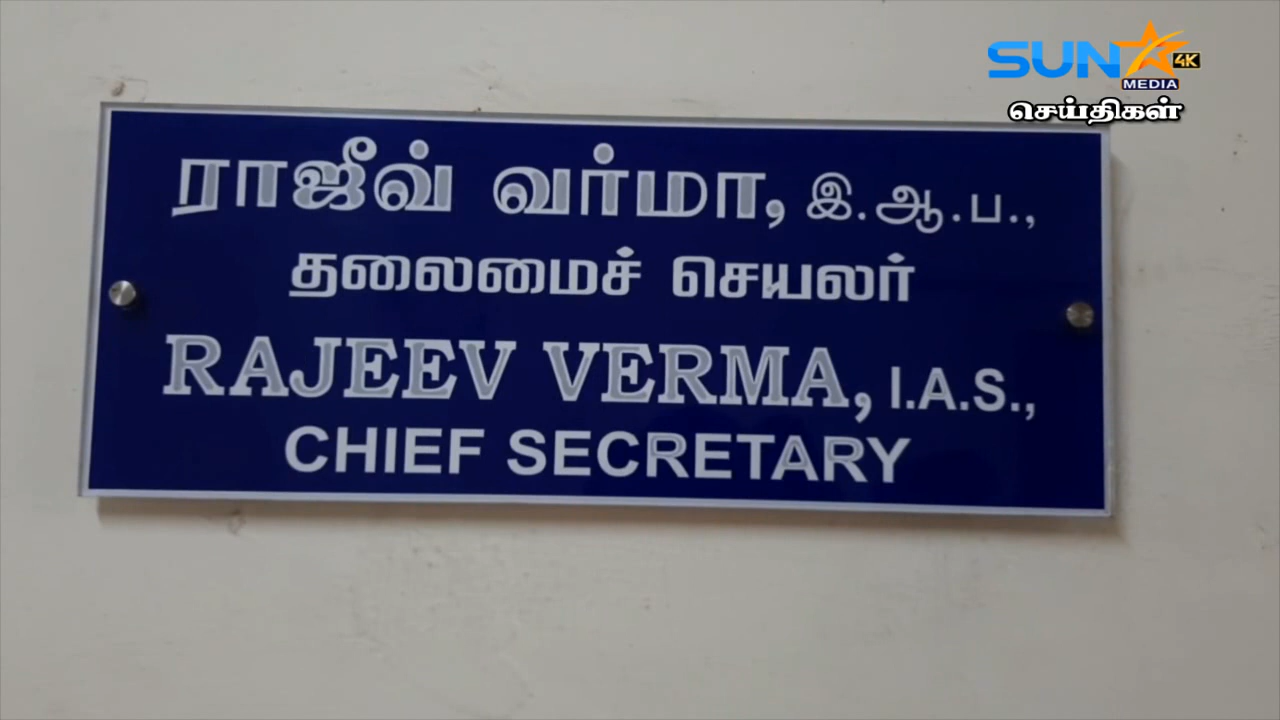 SUN 4K
MEDIA
செய்திகள்
ராஜீவ் வர்மா, இ.ஆ.ப.,
தலைமைச் செயலர்
RAJEEV VERMA, I.A.S.,
CHIEF SECRETARY